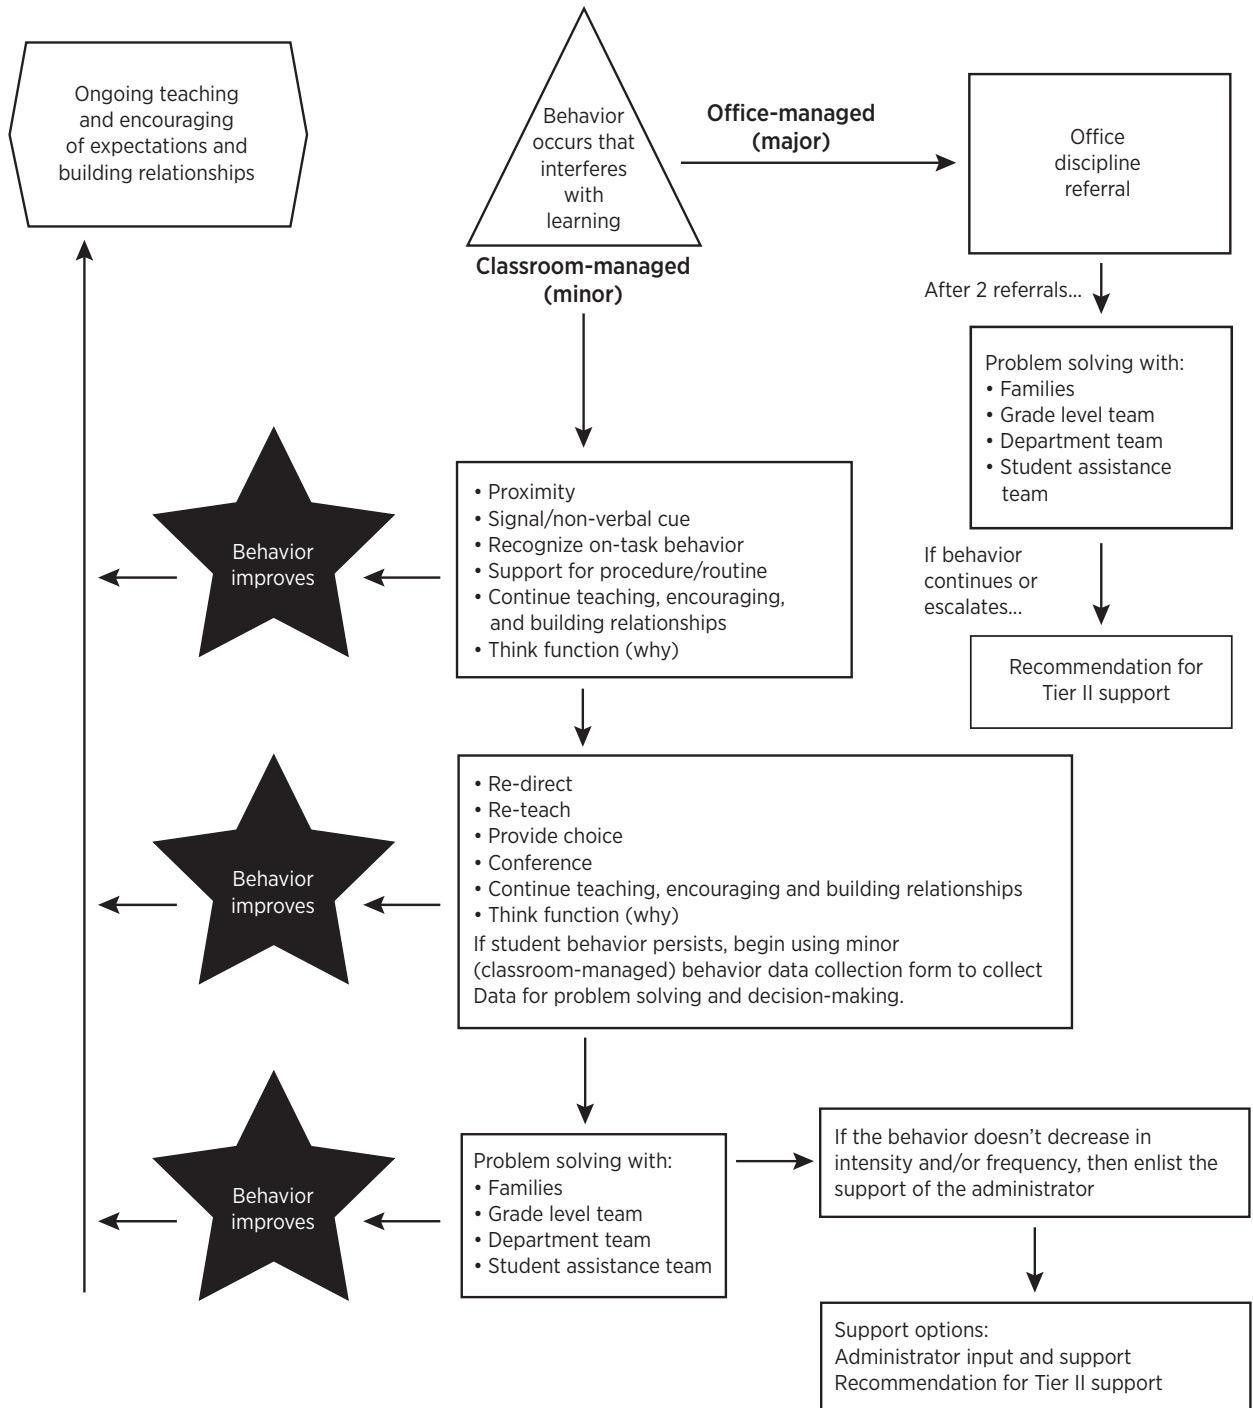 Ongoing teaching
and encouraging
of expectations and
building relationships
Behavior
occurs that
interferes
with
learning
Office-managed
(major)
Office
discipline
referral
Classroom-managed
(minor)
After 2 referrals...
Problem solving with:
• Families
• Grade level team
• Department team
• Student assistance
team
If behavior
continues or
escalates...
Recommendation for
Tier II support
Behavior
improves
• Proximity
• Signal/non-verbal cue
• Recognize on-task behavior
• Support for procedure/routine
• Continue teaching, encouraging,
and building relationships
• Think function (why)
Behavior
improves
• Re-direct
• Re-teach
• Provide choice
• Conference
• Continue teaching, encouraging and building relationships
• Think function (why)
If student behavior persists, begin using minor
(classroom-managed) behavior data collection form to collect
Data for problem solving and decision-making.
Behavior
improves
Problem solving with:
• Families
• Grade level team
• Department team
• Student assistance team
If the behavior doesn’t decrease in
intensity and/or frequency, then enlist the
support of the administrator
Support options:
Administrator input and support
Recommendation for Tier II support